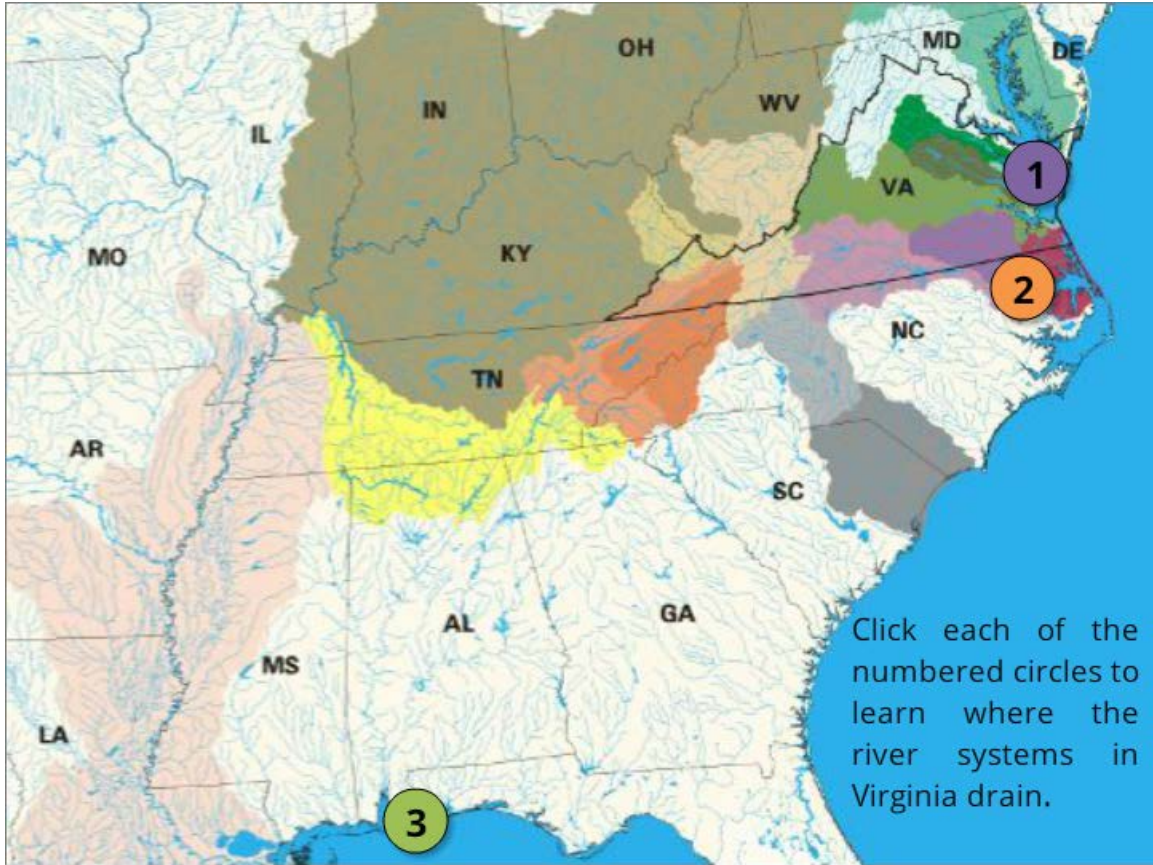 OH
MD
DE
IN
WV
IL
1
VA
MO
KY
2
NC
TN
AR
SC
GA
AL
MS
LA
3
Click each of the
numbered circles to
learn where the
river systems in
Virginia drain.